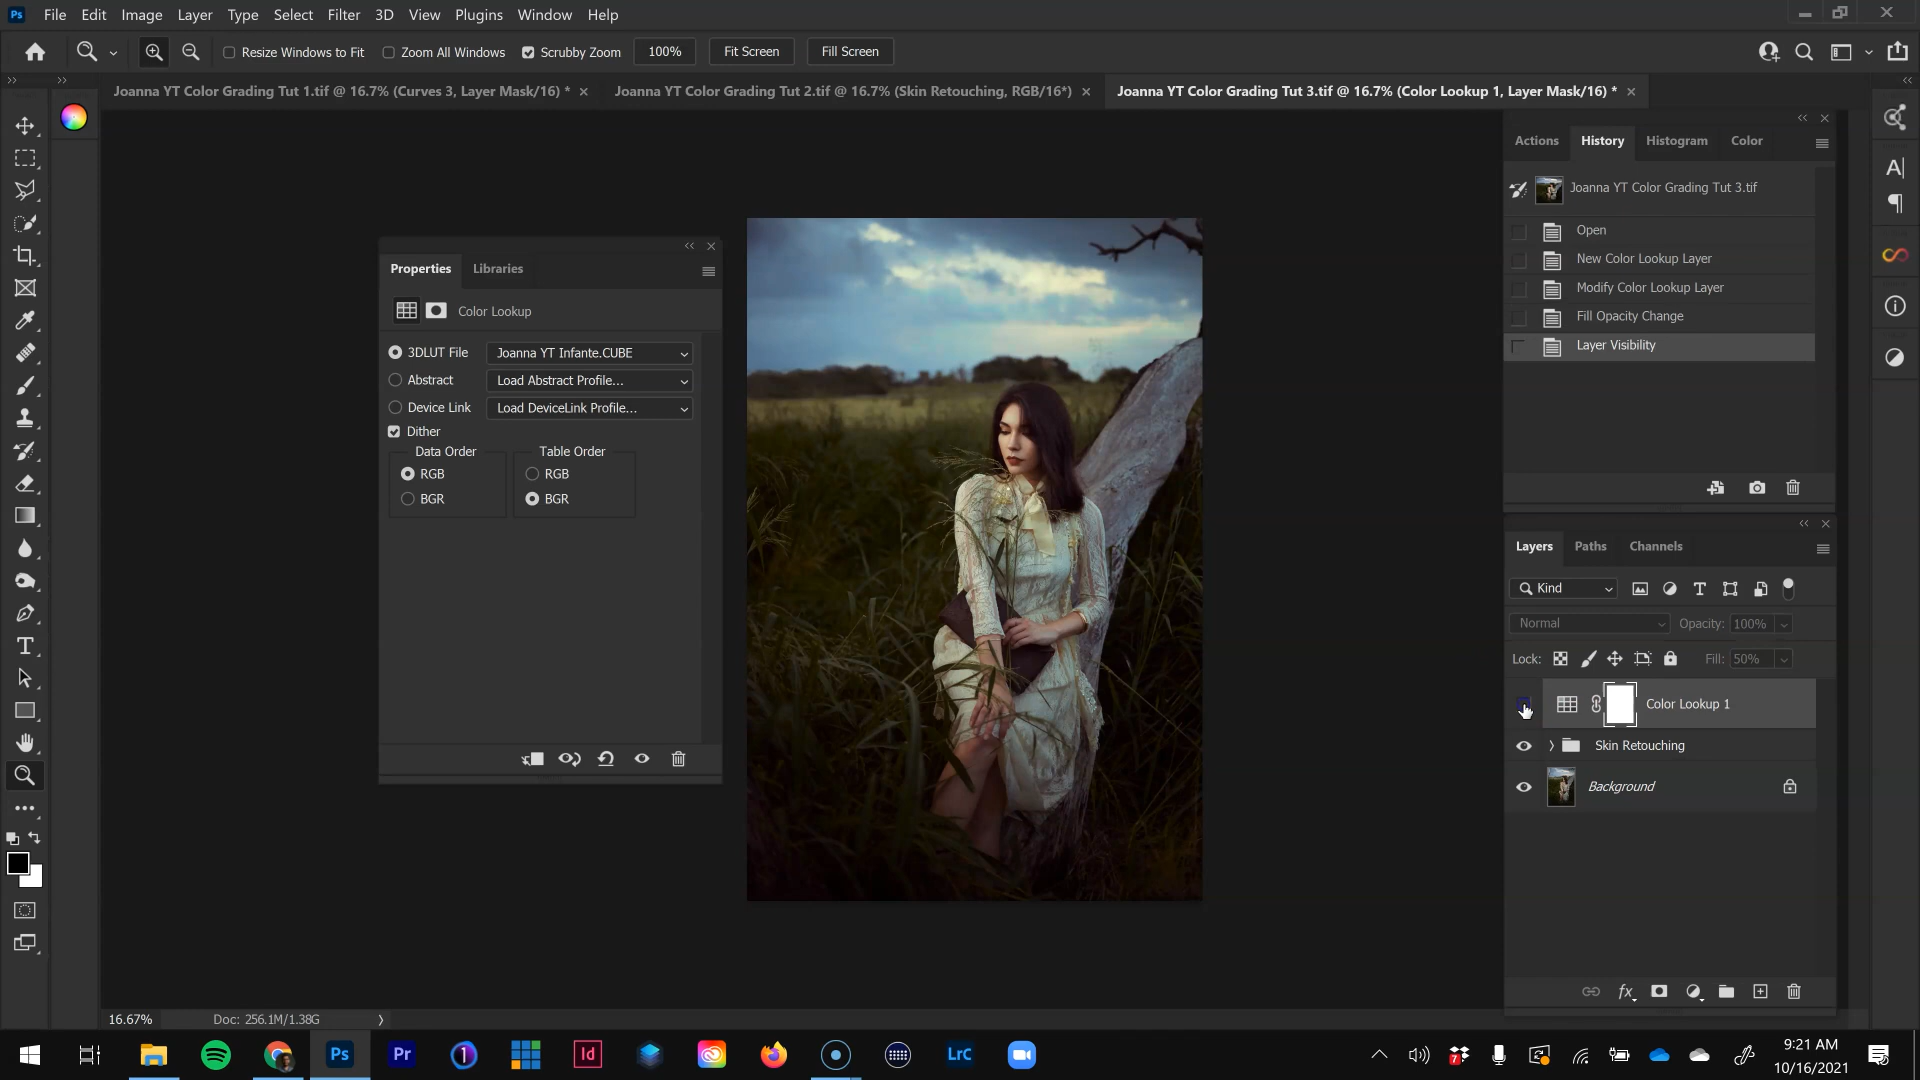 Ps File Edit Image Layer Type Select Filter 3D View Plugins Window Help
Resize Windows to Fit Zoom All Windows Scrubby Zoom 100% Fit Screen Fill Screen
Joanna YT Color Grading Tut 1.tif @ 16.7% (Curves 3, Layer Mask/16) * × Joanna YT Color Grading Tut 2.tif @ 16.7% (Skin Retouching, RGB/16*) × Joanna YT Color Grading Tut 3.tif @ 16.7% (Color Lookup 1, Layer Mask/16) * ×
Properties Libraries
Color Lookup
3DLUT File Joanna YT Infante.CUBE
Abstract Load Abstract Profile...
Device Link Load DeviceLink Profile...
Dither
Data Order Table Order
RGB RGB
BGR BGR
Actions History Histogram Color
Joanna YT Color Grading Tut 3.tif
Open
New Color Lookup Layer
Modify Color Lookup Layer
Fill Opacity Change
Layer Visibility
Layers Paths Channels
Kind
Normal Opacity: 100%
Lock: Fill: 50%
Color Lookup 1
Skin Retouching
Background
fx
16.67% Doc: 256.1M/1.38G
Ps Pr Id LrC 7
9:21 AM
10/16/2021